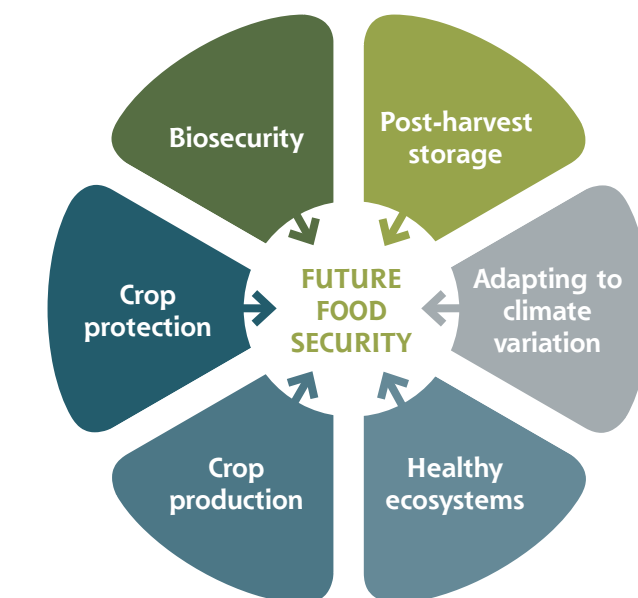 Biosecurity
Post-harvest
storage
Adapting to
climate
variation
Healthy
ecosystems
Crop
production
Crop
protection
FUTURE
FOOD
SECURITY